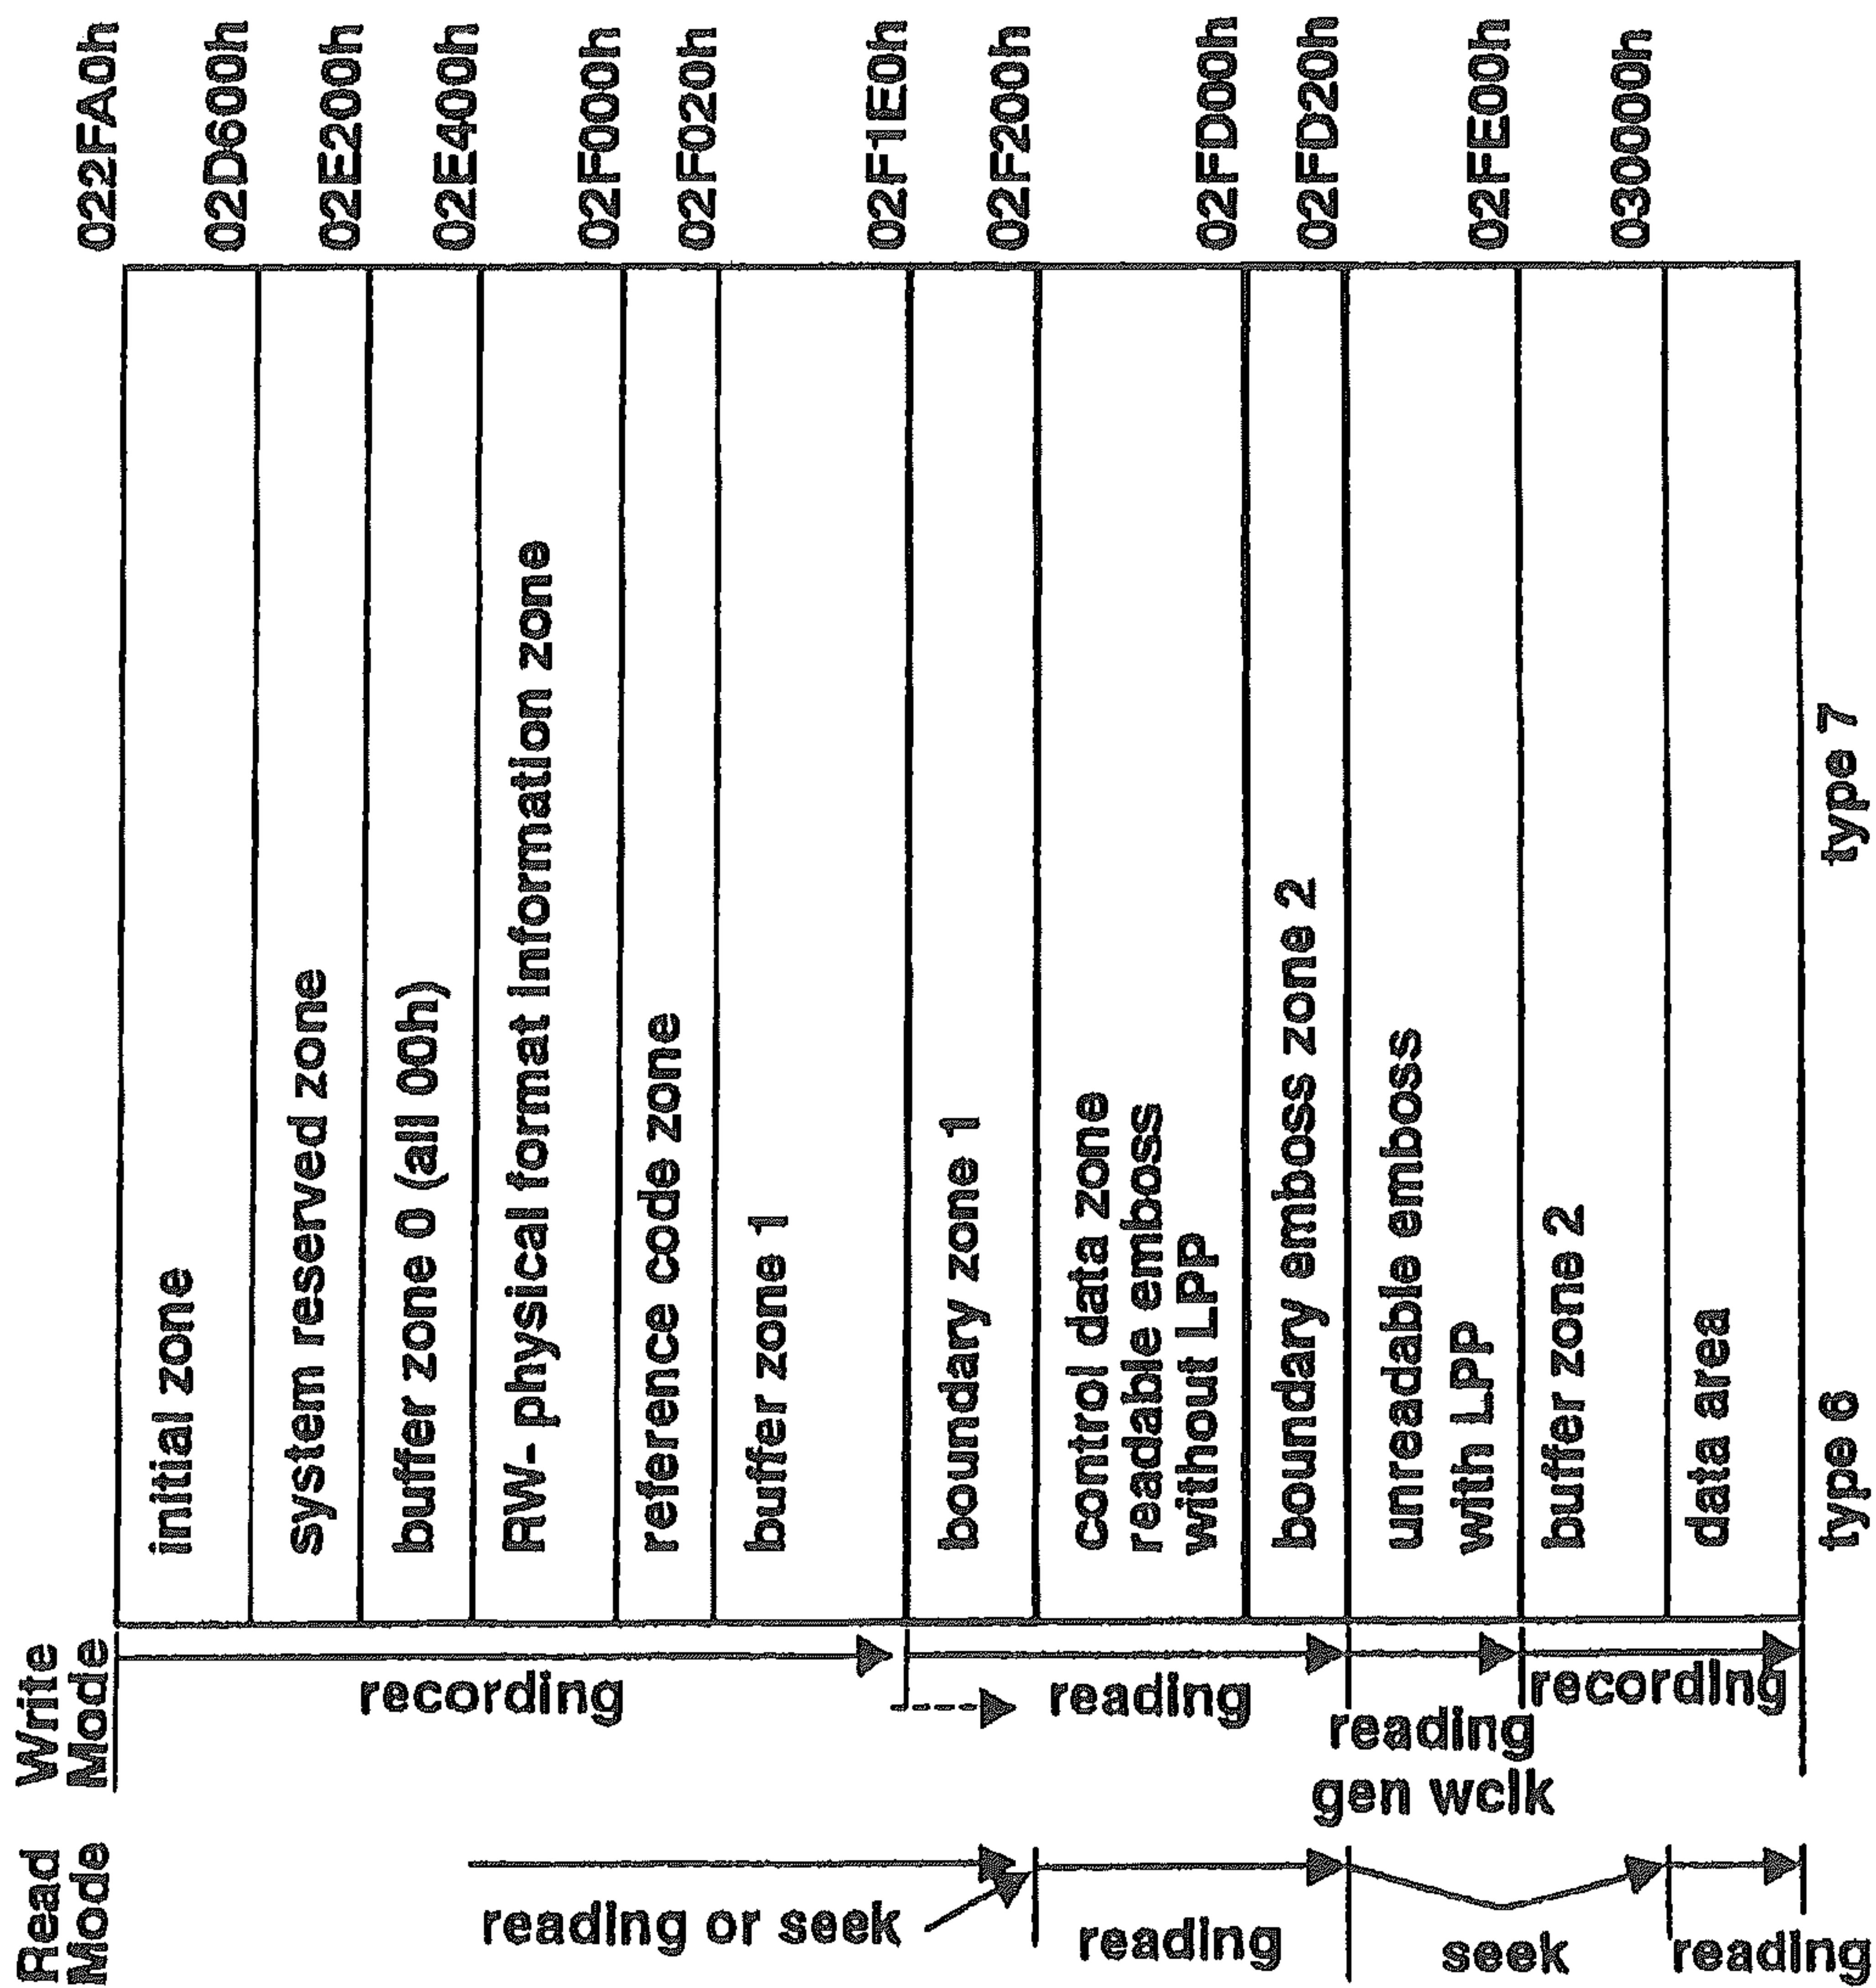 022FA0h
02D600h
02E200h
02E400h
02F000h
02F020h
02F1E0h
02F200h
02FD00h
02FD20h
02FE00h
030000h
initial zone
system reserved zone
buffer zone 0 (all 00h)
RW- physical format information zone
reference code zone
buffer zone 1
boundary zone 1
control data zone
readable emboss
without LPP
boundary emboss zone 2
unreadable emboss
with LPP
buffer zone 2
data area
type 6
type 7
Write
Mode
recording
reading
reading
gen wclk
recording
Read
Mode
reading or seek
reading
seek
reading